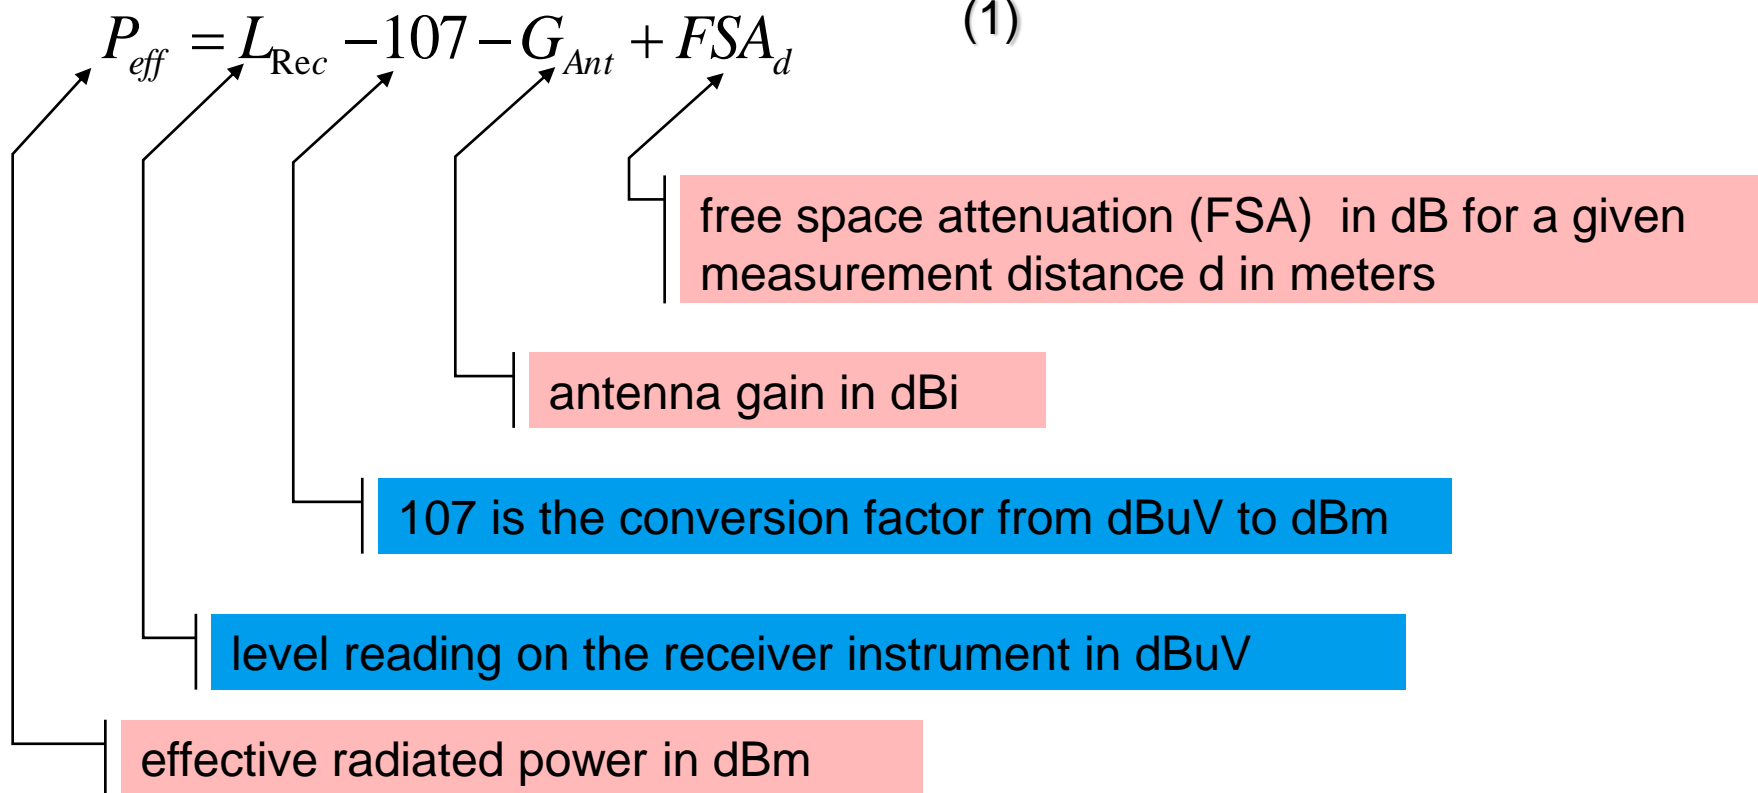 P_eff = L_Rec − 107 − G_Ant + FSA_d (1)
free space attenuation (FSA) in dB for a given
measurement distance d in meters
antenna gain in dBi
107 is the conversion factor from dBuV to dBm
level reading on the receiver instrument in dBuV
effective radiated power in dBm